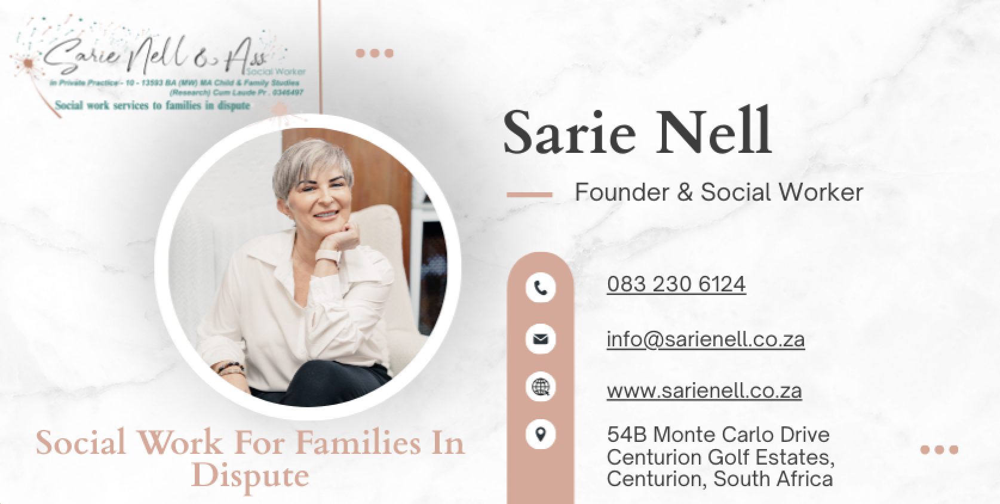 Sarie Nell & Ass
Social Worker
In Private Practice - 10 - 13593 BA (MW) MA Child & Family Studies
(Research) Cum Laude Pr . 0346497
Social work services to families in dispute
Sarie Nell
Founder & Social Worker
083 230 6124
info@sarienell.co.za
www.sarienell.co.za
54B Monte Carlo Drive
Centurion Golf Estates,
Centurion, South Africa
Social Work For Families In
Dispute